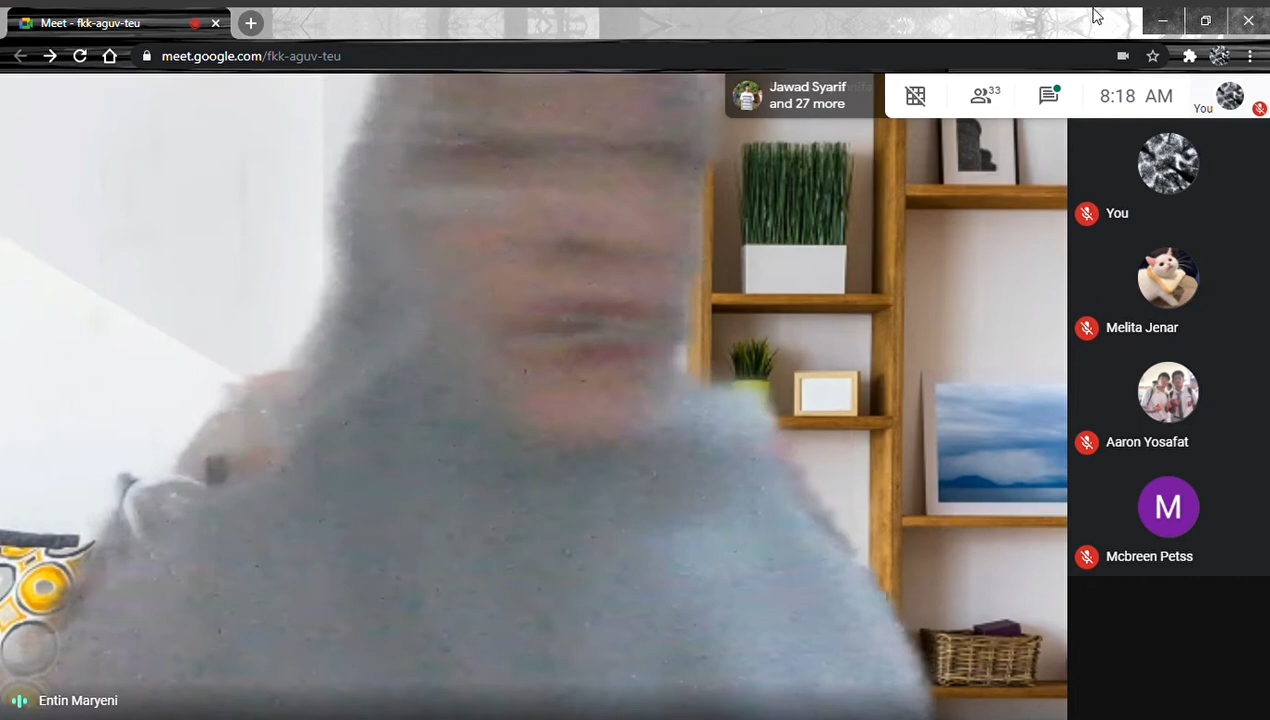 Meet - fkk-aguv-teu
meet.google.com/fkk-aguv-teu
Jawad Syarif
and 27 more
33
8:18 AM
You
You
Melita Jenar
Aaron Yosafat
M
Mcbreen Petss
Entin Maryeni